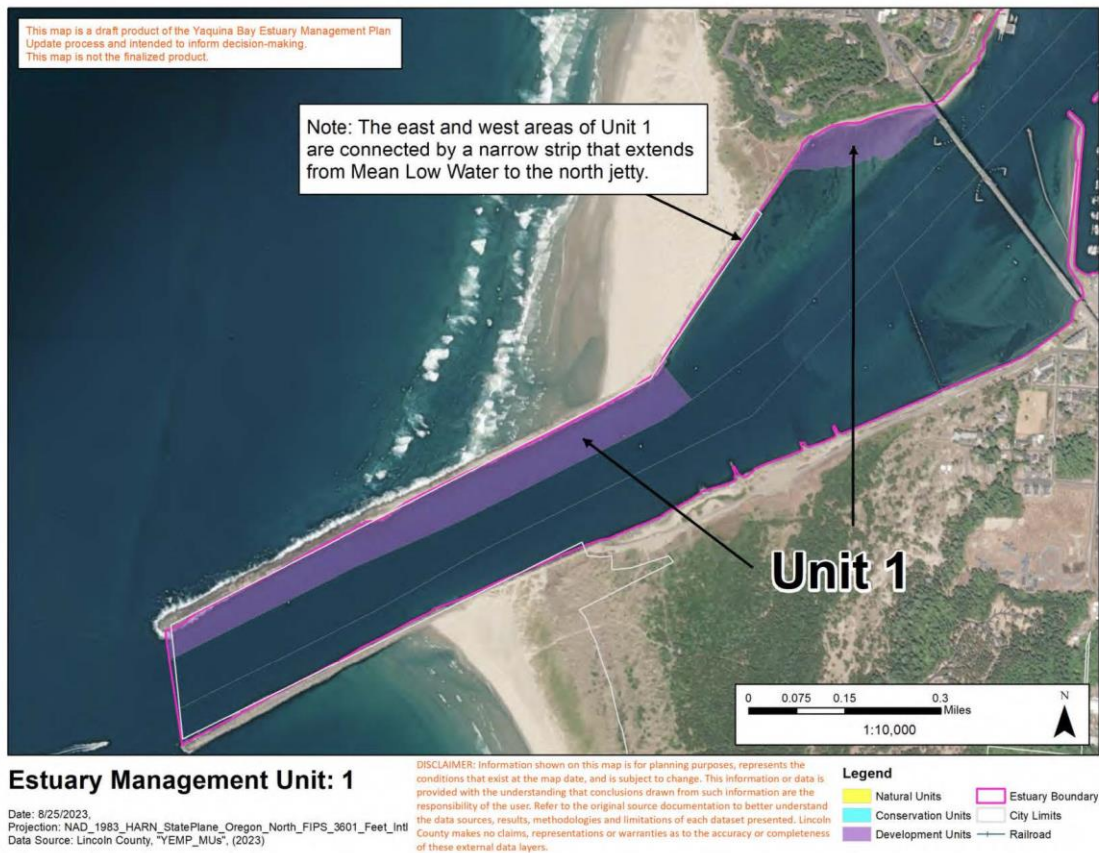 This map is a draft product of the Yaquina Bay Estuary Management Plan
Update process and intended to inform decision-making.
This map is not the finalized product.
Note: The east and west areas of Unit 1
are connected by a narrow strip that extends
from Mean Low Water to the north jetty.
Unit 1
0 0.075 0.15 0.3
Miles
1:10,000
N
Estuary Management Unit: 1
Date: 8/25/2023,
Projection: NAD_1983_HARN_StatePlane_Oregon_North_FIPS_3601_Feet_Intl
Data Source: Lincoln County, "YEMP_MUs", (2023)
DISCLAIMER: Information shown on this map is for planning purposes, represents the
conditions that exist at the map date, and is subject to change. This information or data is
provided with the understanding that conclusions drawn from such information are the
responsibility of the user. Refer to the original source documentation to better understand
the data sources, results, methodologies and limitations of each dataset presented. Lincoln
County makes no claims, representations or warranties as to the accuracy or completeness
of these external data layers.
Legend
Natural Units
Conservation Units
Development Units
Estuary Boundary
City Limits
Railroad